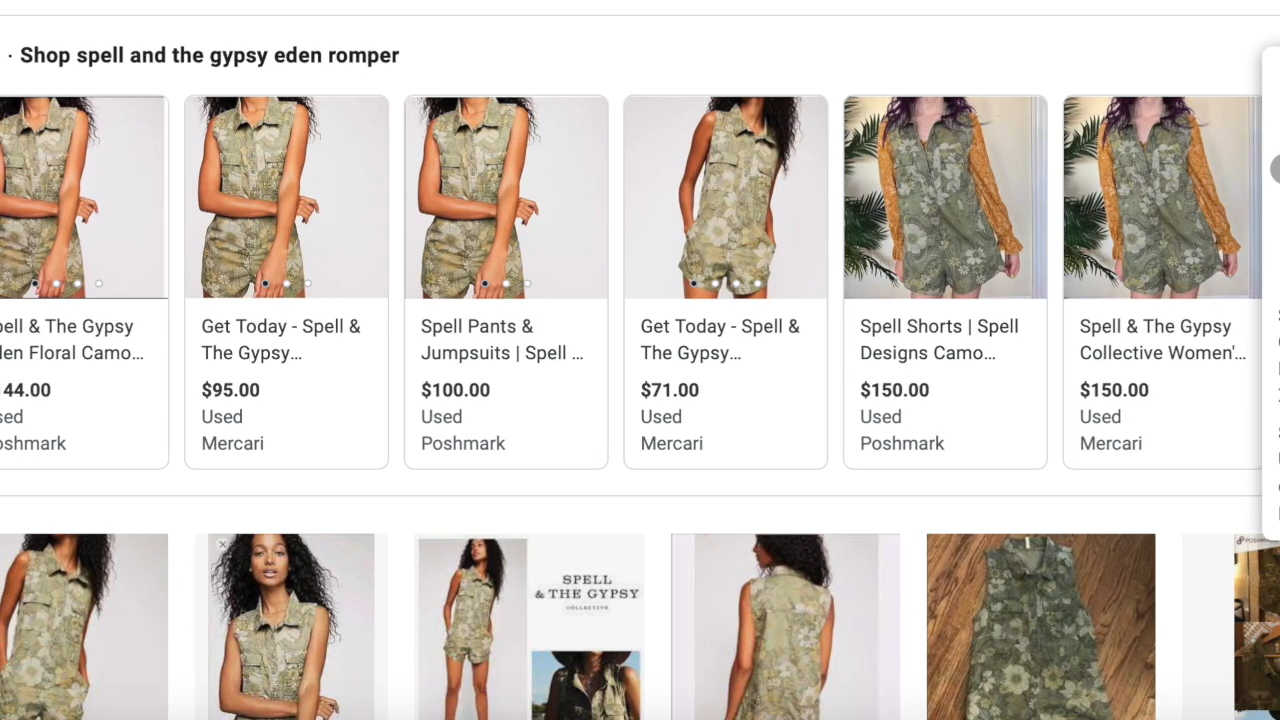 · Shop spell and the gypsy eden romper
pell & The Gypsy
den Floral Camo...
44.00
sed
oshmark
Get Today - Spell &
The Gypsy...
$95.00
Used
Mercari
Spell Pants &
Jumpsuits | Spell ...
$100.00
Used
Poshmark
Get Today - Spell &
The Gypsy...
$71.00
Used
Mercari
Spell Shorts | Spell
Designs Camo...
$150.00
Used
Poshmark
Spell & The Gypsy
Collective Women'...
$150.00
Used
Mercari
SPELL
& THE GYPSY
COLLECTIVE